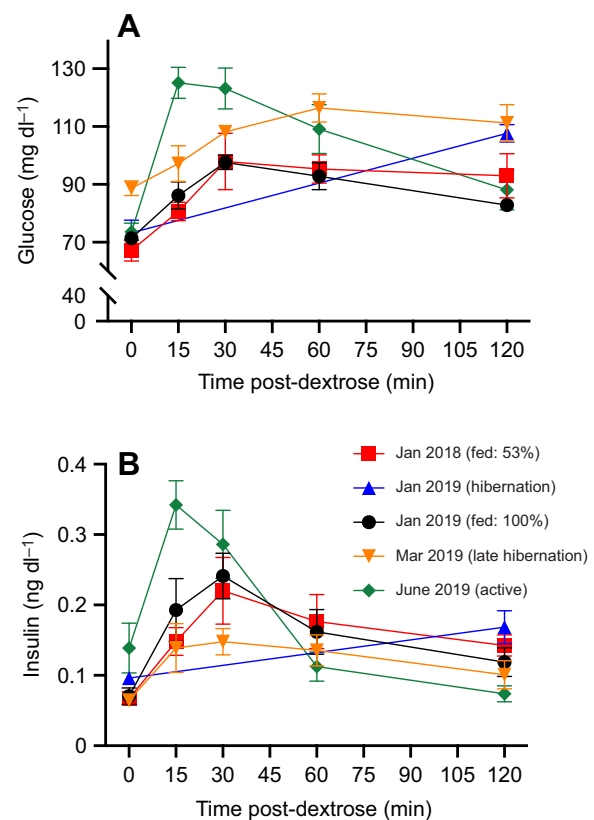 A
Glucose (mg dl⁻¹)
130
110
90
70
40
0
0 15 30 45 60 75 90 105 120
Time post-dextrose (min)
B
Insulin (ng dl⁻¹)
0.4
0.3
0.2
0.1
0
Jan 2018 (fed: 53%)
Jan 2019 (hibernation)
Jan 2019 (fed: 100%)
Mar 2019 (late hibernation)
June 2019 (active)
0 15 30 45 60 75 90 105 120
Time post-dextrose (min)